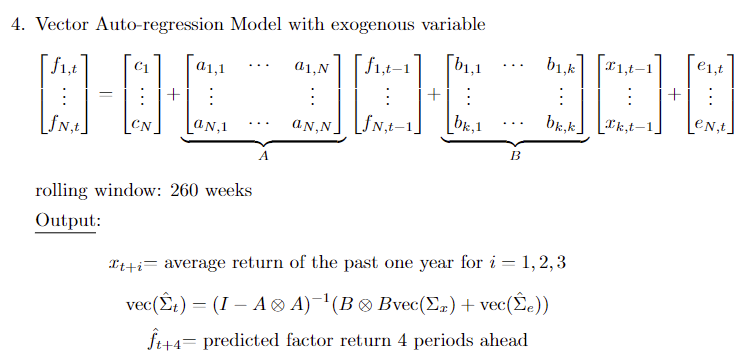 4. Vector Auto-regression Model with exogenous variable
[f_{1,t} ⋮ f_{N,t}] = [c_1 ⋮ c_N] + [a_{1,1} ⋯ a_{1,N} ⋮ ⋮ a_{N,1} ⋯ a_{N,N}] [f_{1,t−1} ⋮ f_{N,t−1}] + [b_{1,1} ⋯ b_{1,k} ⋮ ⋮ b_{k,1} ⋯ b_{k,k}] [x_{1,t−1} ⋮ x_{k,t−1}] + [e_{1,t} ⋮ e_{N,t}]
A B
rolling window: 260 weeks
Output:
x_{t+i}= average return of the past one year for i = 1, 2, 3
vec(Σ̂_t) = (I − A ⊗ A)^{−1}(B ⊗ Bvec(Σ_x) + vec(Σ̂_e))
f̂_{t+4}= predicted factor return 4 periods ahead